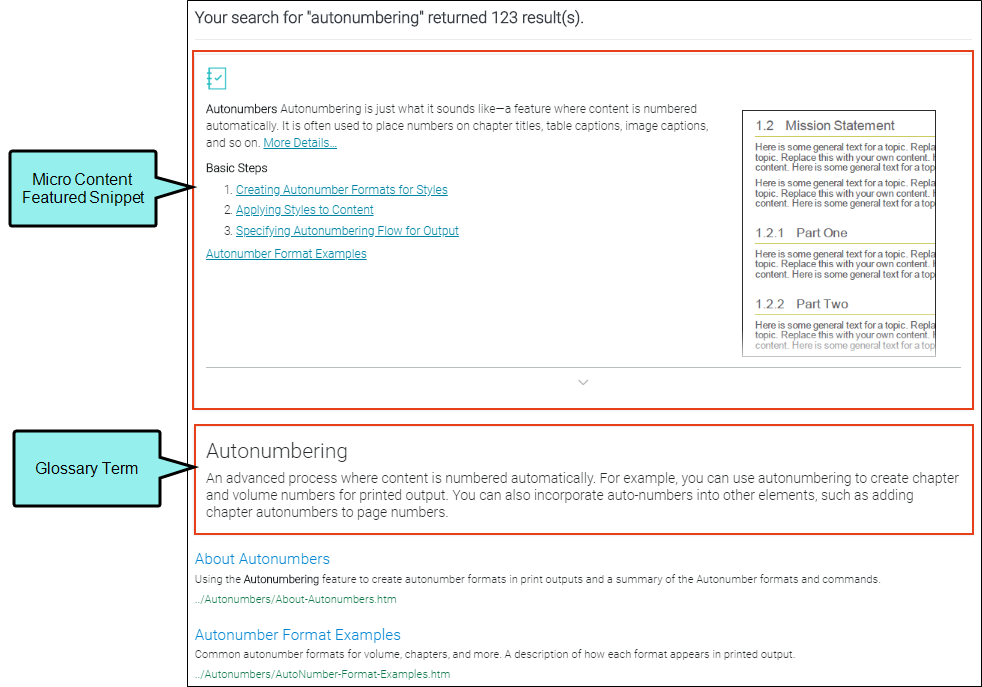 Your search for "autonumbering" returned 123 result(s).
Micro Content
Featured Snippet
Autonumbers Autonumbering is just what it sounds like—a feature where content is numbered
automatically. It is often used to place numbers on chapter titles, table captions, image captions,
and so on. More Details...
Basic Steps
1. Creating Autonumber Formats for Styles
2. Applying Styles to Content
3. Specifying Autonumbering Flow for Output
Autonumber Format Examples
1.2 Mission Statement
Here is some general text for a topic. Repla
topic. Replace this with your own content.
content. Here is some general text for a top
Here is some general text for a topic. Repla
topic. Replace this with your own content.
content. Here is some general text for a top
1.2.1 Part One
Here is some general text for a topic. Repla
topic. Replace this with your own content.
content. Here is some general text for a top
1.2.2 Part Two
Here is some general text for a topic. Repla
topic. Replace this with your own content.
content. Here is some general text for a top
Glossary Term
Autonumbering
An advanced process where content is numbered automatically. For example, you can use autonumbering to create chapter
and volume numbers for printed output. You can also incorporate auto-numbers into other elements, such as adding
chapter autonumbers to page numbers.
About Autonumbers
Using the Autonumbering feature to create autonumber formats in print outputs and a summary of the Autonumber formats and commands.
../Autonumbers/About-Autonumbers.htm
Autonumber Format Examples
Common autonumber formats for volume, chapters, and more. A description of how each format appears in printed output.
../Autonumbers/AutoNumber-Format-Examples.htm